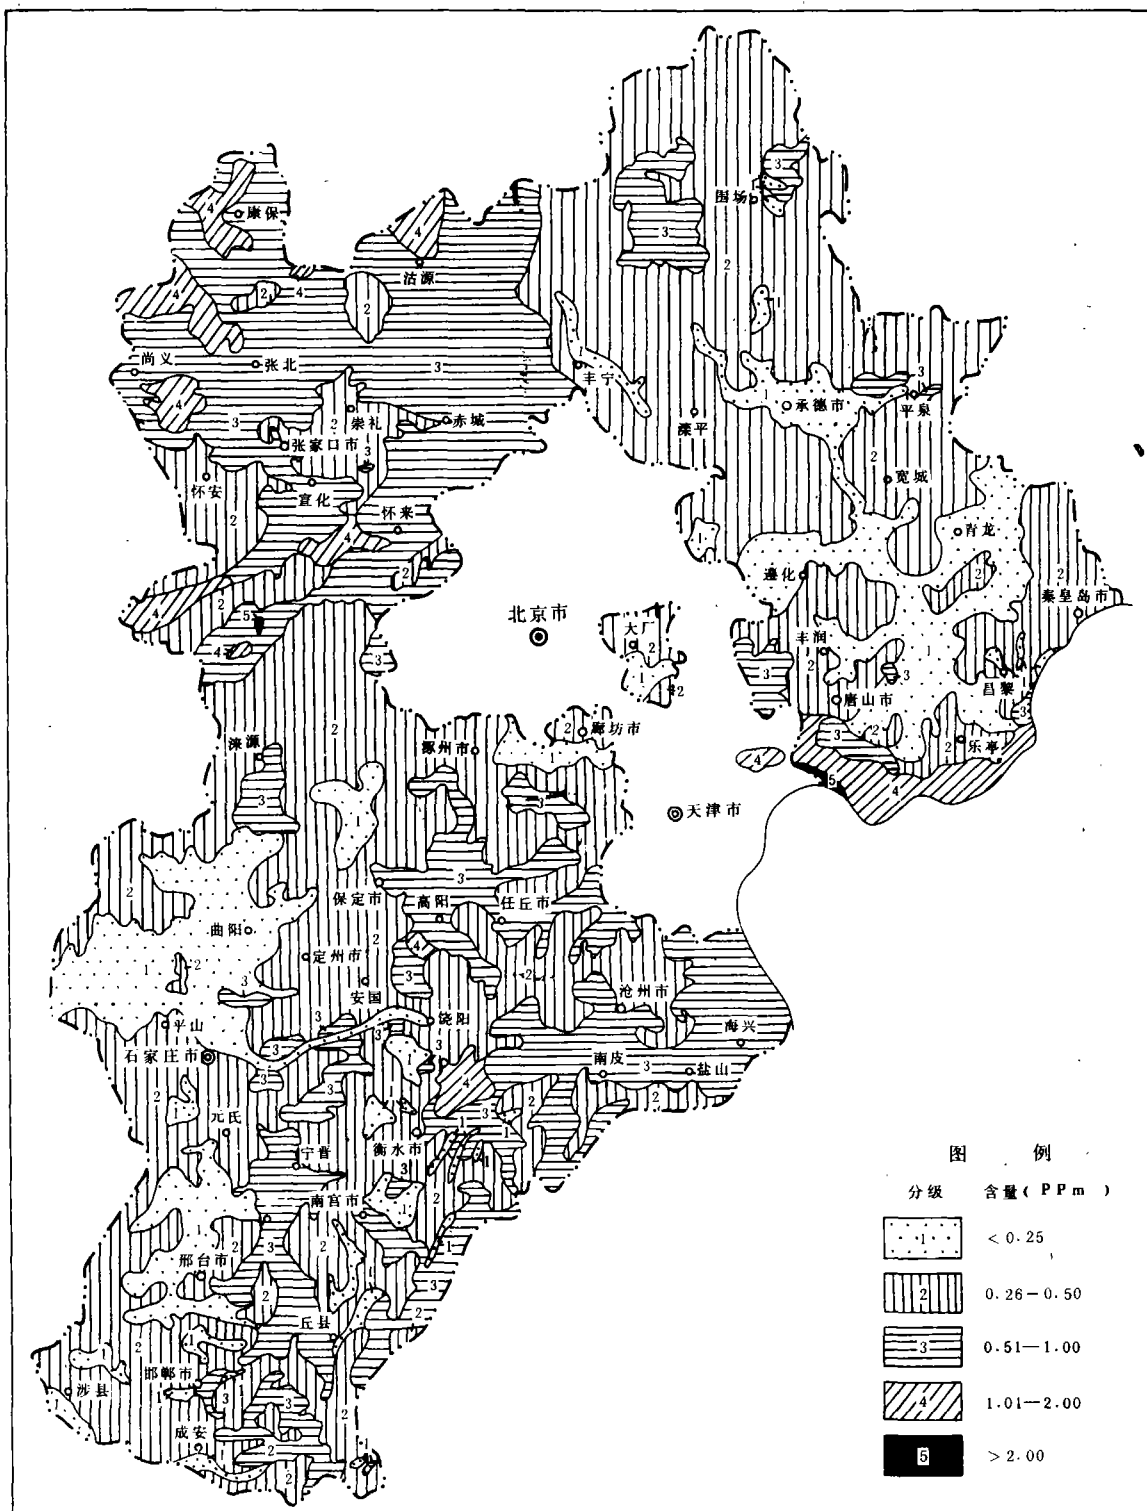 围场
康保
沽源
尚义
张北
丰宁
承德市
平泉
崇礼
赤城
滦平
张家口市
宽城
怀安
宣化
怀来
青龙
遵化
秦皇岛市
北京市
大厂
丰润
昌黎
唐山市
涞源
涿州市
廊坊市
乐亭
天津市
保定市
高阳
任丘市
曲阳
定州市
安国
沧州市
平山
饶阳
海兴
石家庄市
南皮
盐山
元氏
衡水市
宁晋
南宫市
邢台市
丘县
邯郸市
涉县
成安
图 例
分级 含量(PPm)
1 <0.25
2 0.26—0.50
3 0.51—1.00
4 1.01—2.00
5 >2.00